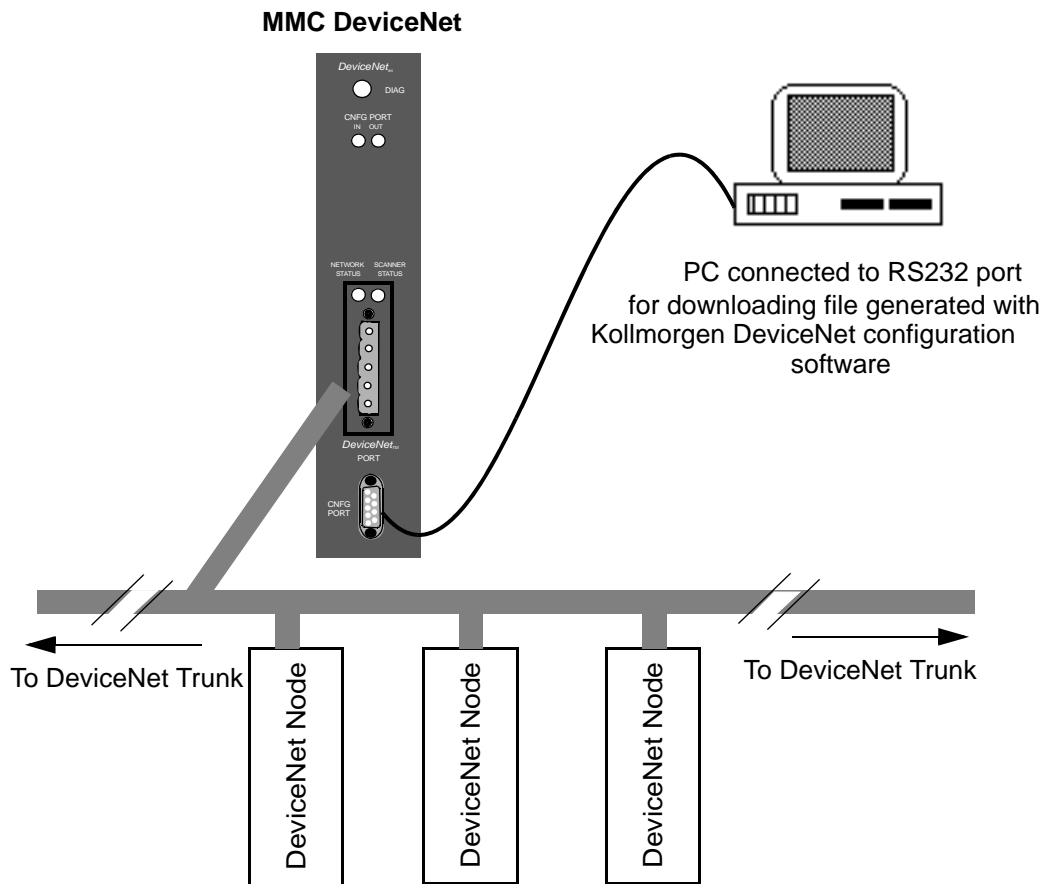 MMC DeviceNet
DeviceNet
DIAG
CNFG PORT
IN OUT
NETWORK SCANNER
STATUS STATUS
DeviceNet
PORT
CNFG
PORT
PC connected to RS232 port
for downloading file generated with
Kollmorgen DeviceNet configuration
software
To DeviceNet Trunk
To DeviceNet Trunk
DeviceNet Node
DeviceNet Node
DeviceNet Node